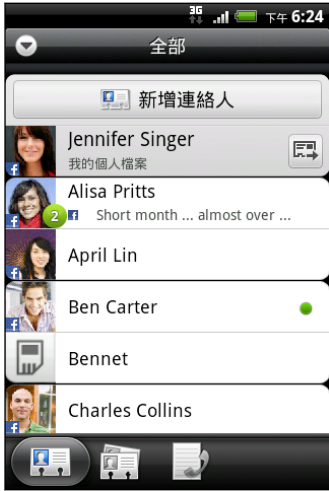 3G
下午 6:24
全部
新增連絡人
Jennifer Singer
我的個人檔案
Alisa Pritts
2 f Short month ... almost over ...
April Lin
Ben Carter
Bennet
Charles Collins